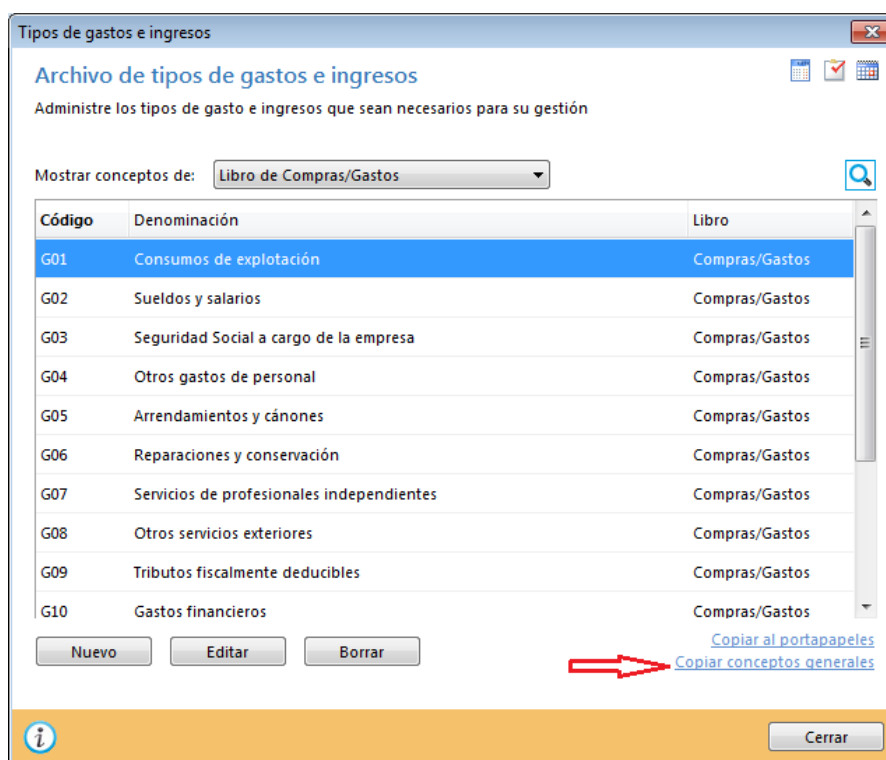 Tipos de gastos e ingresos
Archivo de tipos de gastos e ingresos
Administre los tipos de gasto e ingresos que sean necesarios para su gestión
Mostrar conceptos de: Libro de Compras/Gastos
Código Denominación Libro
G01 Consumos de explotación Compras/Gastos
G02 Sueldos y salarios Compras/Gastos
G03 Seguridad Social a cargo de la empresa Compras/Gastos
G04 Otros gastos de personal Compras/Gastos
G05 Arrendamientos y cánones Compras/Gastos
G06 Reparaciones y conservación Compras/Gastos
G07 Servicios de profesionales independientes Compras/Gastos
G08 Otros servicios exteriores Compras/Gastos
G09 Tributos fiscalmente deducibles Compras/Gastos
G10 Gastos financieros Compras/Gastos
Copiar al portapapeles
Nuevo Editar Borrar
Copiar conceptos generales
Cerrar